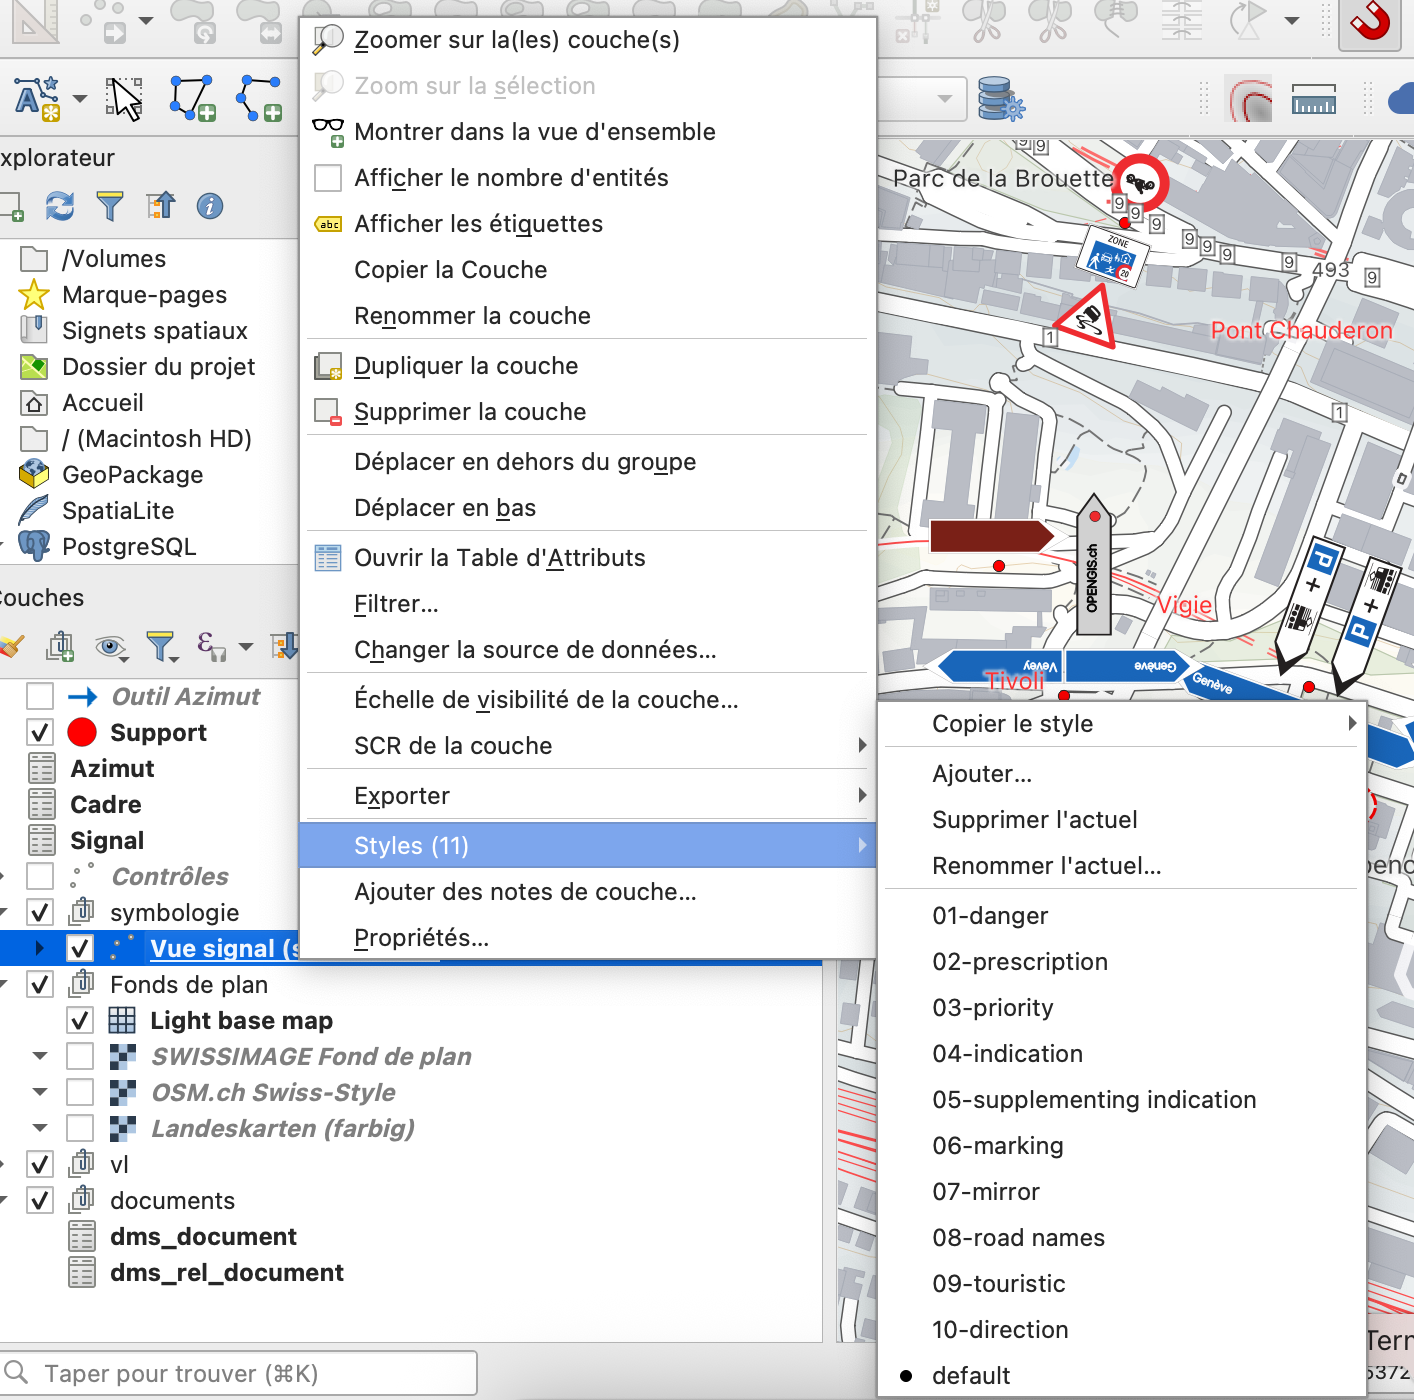 Zoomer sur la(les) couche(s)
Zoom sur la sélection
Montrer dans la vue d'ensemble
Afficher le nombre d'entités
Afficher les étiquettes
Copier la Couche
Renommer la couche
Dupliquer la couche
Supprimer la couche
Déplacer en dehors du groupe
Déplacer en bas
Ouvrir la Table d'Attributs
Filtrer...
Changer la source de données...
Échelle de visibilité de la couche...
SCR de la couche
Exporter
Styles (11)
Ajouter des notes de couche...
Propriétés...
abc
xplorateur
/Volumes
Marque-pages
Signets spatiaux
Dossier du projet
Accueil
/ (Macintosh HD)
GeoPackage
SpatiaLite
PostgreSQL
Couches
Outil Azimut
Support
Azimut
Cadre
Signal
Contrôles
symbologie
Vue signal (s
Fonds de plan
Light base map
SWISSIMAGE Fond de plan
OSM.ch Swiss-Style
Landeskarten (farbig)
vl
documents
dms_document
dms_rel_document
Taper pour trouver (⌘K)
Copier le style
Ajouter...
Supprimer l'actuel
Renommer l'actuel...
01-danger
02-prescription
03-priority
04-indication
05-supplementing indication
06-marking
07-mirror
08-road names
09-touristic
10-direction
default
9 9
Parc de la Brouette
9 9 9 9 9 9 9 9
ZONE
20
493
1
Pont Chauderon
1
OPENGIS.ch
P +
+ P
Vigie
Vevey
Genève
Genève
Tivoli
Term
5372